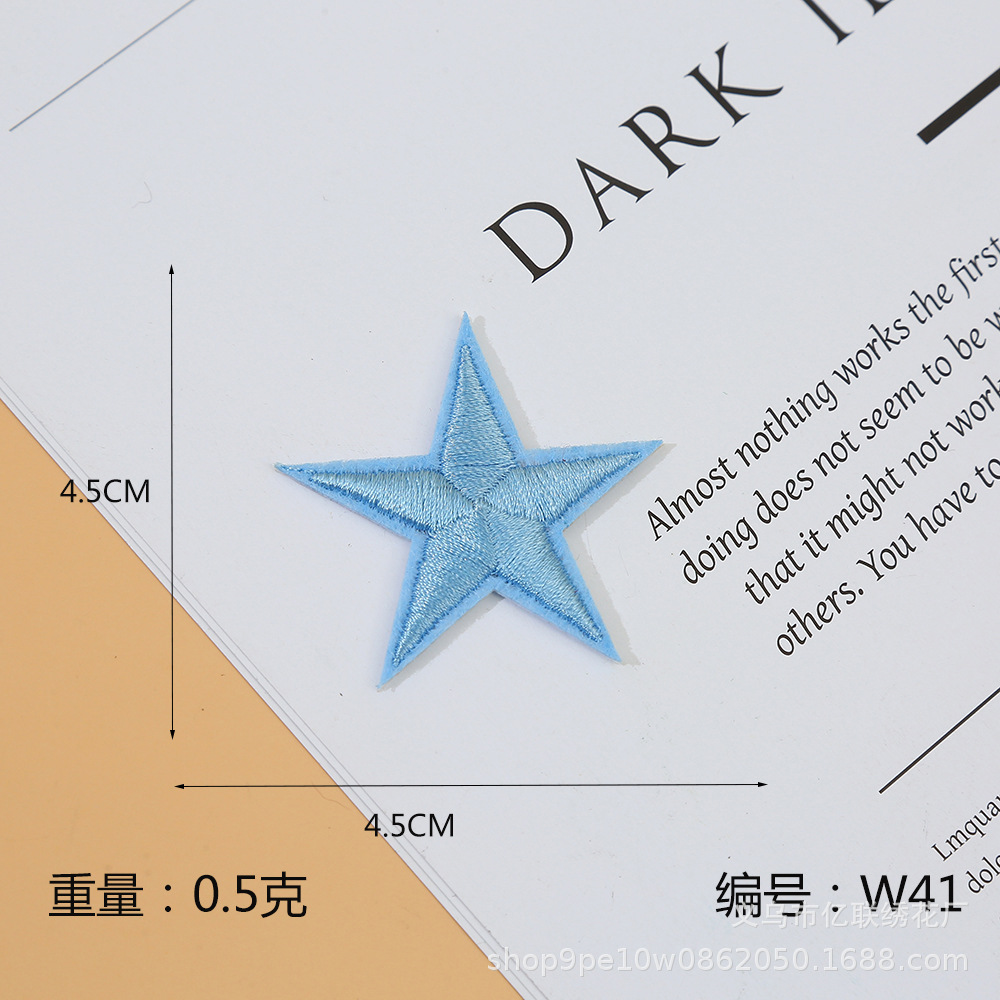 DARK
Almost nothing works the first
doing does not seem to be
that it might not work
others. You have to
4.5CM
4.5CM
Lmqua
重量：0.5克
编号：W41
义乌市亿联绣花厂
shop9pe10w0862050.1688.com